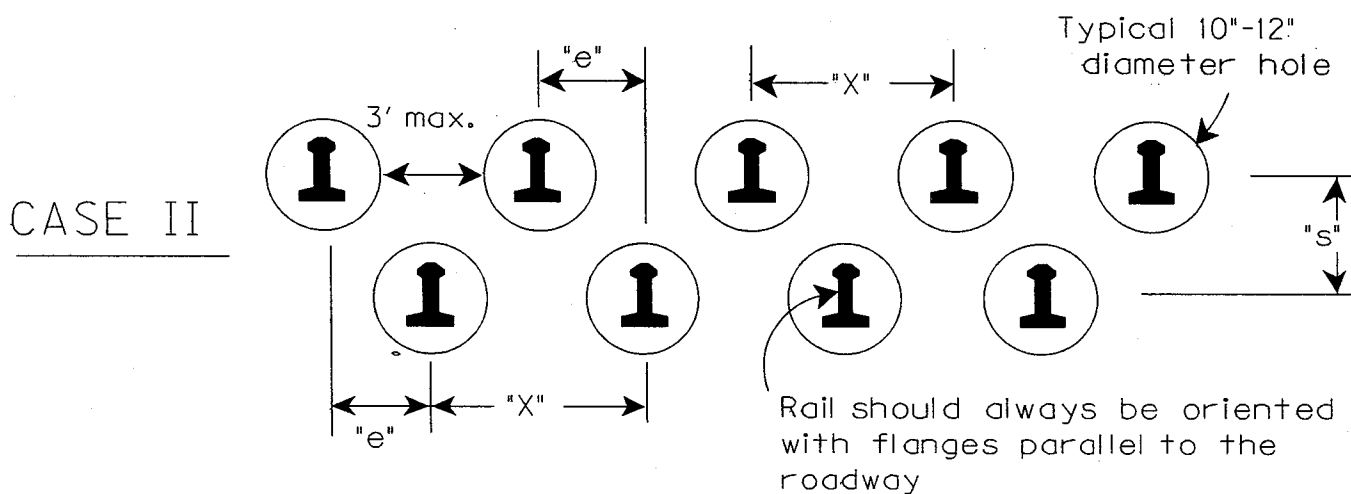 Typical 10"-12"
diameter hole
"e"
"X"
3' max.
CASE II
"s"
"X"
"e"
Rail should always be oriented
with flanges parallel to the
roadway